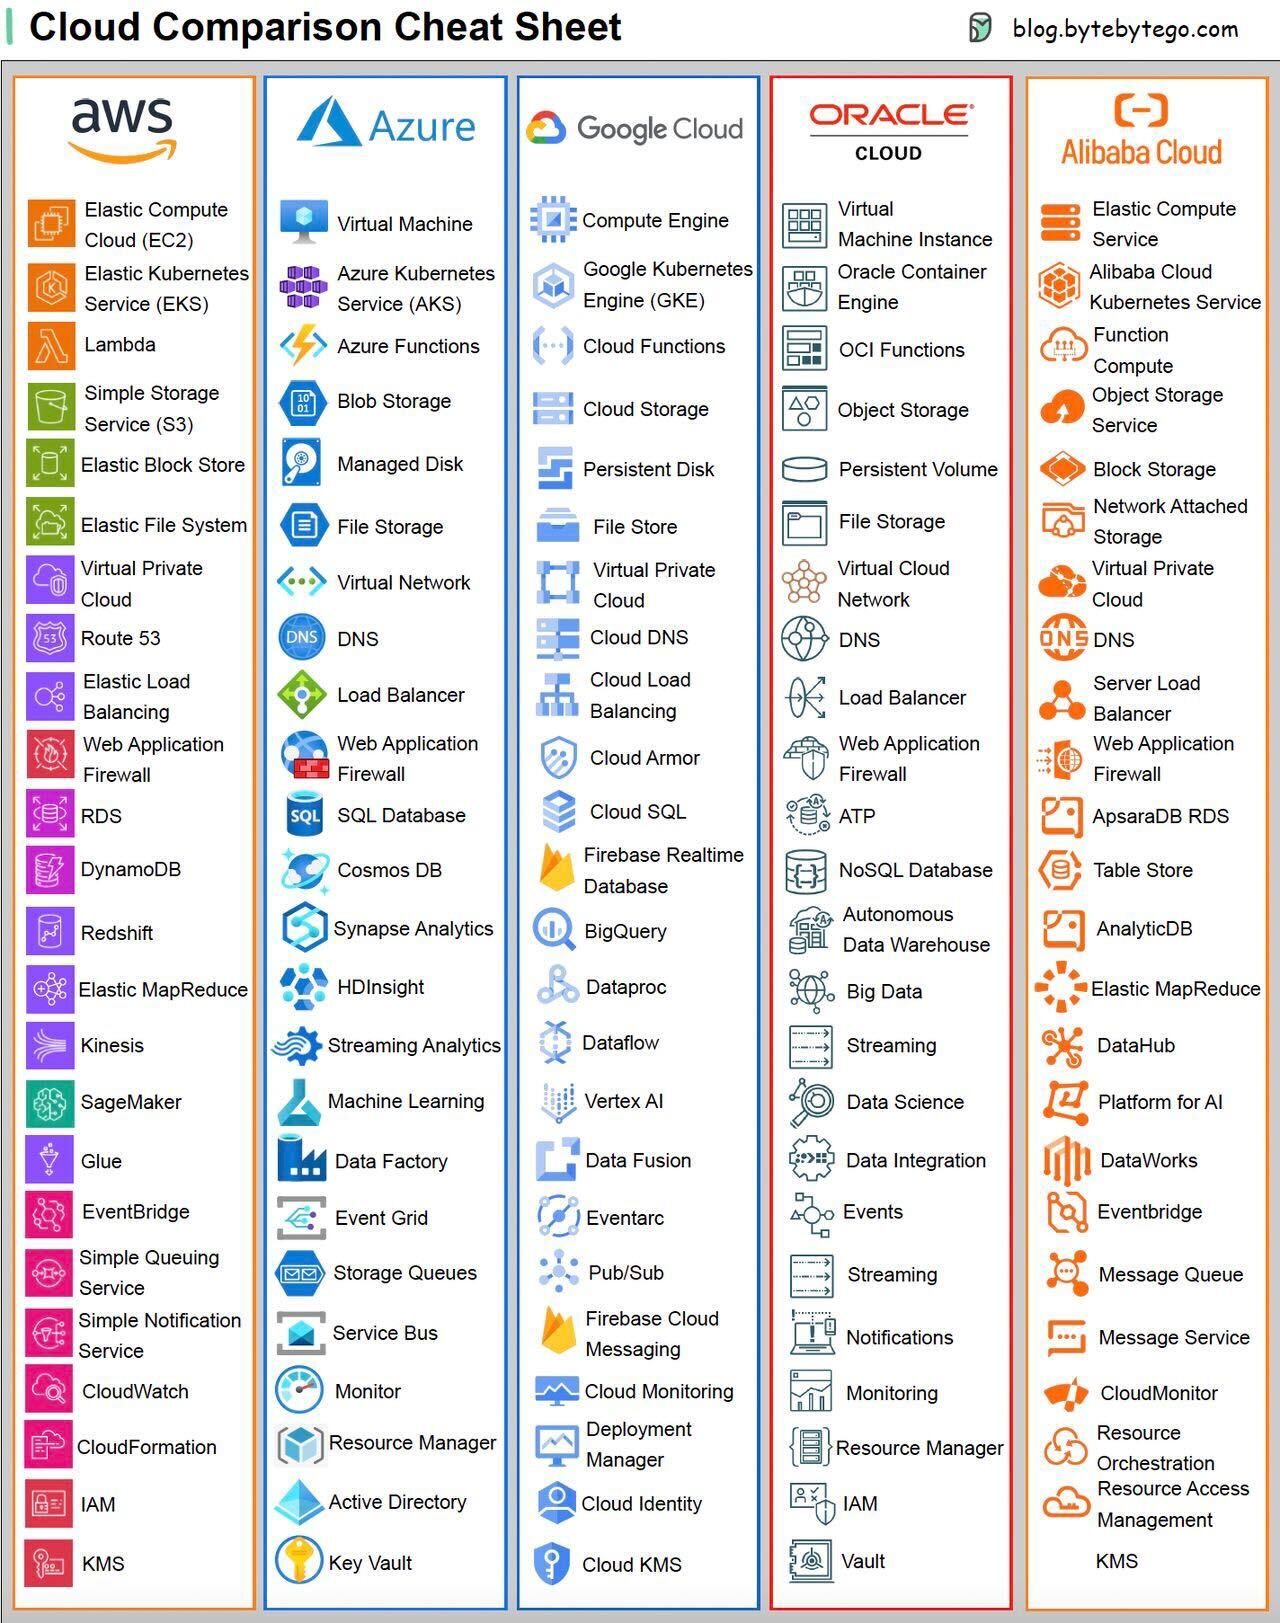 Cloud Comparison Cheat Sheet
blog.bytebytego.com
aws
Elastic Compute
Cloud (EC2)
Elastic Kubernetes
Service (EKS)
Lambda
Simple Storage
Service (S3)
Elastic Block Store
Elastic File System
Virtual Private
Cloud
53
Route 53
Elastic Load
Balancing
Web Application
Firewall
RDS
DynamoDB
Redshift
Elastic MapReduce
Kinesis
SageMaker
Glue
EventBridge
Simple Queuing
Service
Simple Notification
Service
CloudWatch
CloudFormation
IAM
KMS
Azure
Virtual Machine
Azure Kubernetes
Service (AKS)
Azure Functions
10
01
Blob Storage
Managed Disk
File Storage
Virtual Network
DNS
DNS
Load Balancer
Web Application
Firewall
SQL
SQL Database
Cosmos DB
Synapse Analytics
HDInsight
Streaming Analytics
Machine Learning
Data Factory
Event Grid
Storage Queues
Service Bus
Monitor
Resource Manager
Active Directory
Key Vault
Google Cloud
Compute Engine
Google Kubernetes
Engine (GKE)
Cloud Functions
Cloud Storage
Persistent Disk
File Store
Virtual Private
Cloud
Cloud DNS
Cloud Load
Balancing
Cloud Armor
Cloud SQL
Firebase Realtime
Database
BigQuery
Dataproc
Dataflow
Vertex AI
Data Fusion
Eventarc
Pub/Sub
Firebase Cloud
Messaging
Cloud Monitoring
Deployment
Manager
Cloud Identity
Cloud KMS
ORACLE
CLOUD
Virtual
Machine Instance
Oracle Container
Engine
OCI Functions
Object Storage
Persistent Volume
File Storage
Virtual Cloud
Network
DNS
Load Balancer
Web Application
Firewall
ATP
NoSQL Database
Autonomous
Data Warehouse
Big Data
Streaming
Data Science
Data Integration
Events
Streaming
Notifications
Monitoring
Resource Manager
IAM
Vault
Alibaba Cloud
Elastic Compute
Service
Alibaba Cloud
Kubernetes Service
Function
Compute
Object Storage
Service
Block Storage
Network Attached
Storage
Virtual Private
Cloud
DNS
DNS
Server Load
Balancer
Web Application
Firewall
ApsaraDB RDS
Table Store
AnalyticDB
Elastic MapReduce
DataHub
Platform for AI
DataWorks
Eventbridge
Message Queue
Message Service
CloudMonitor
Resource
Orchestration
Resource Access
Management
KMS